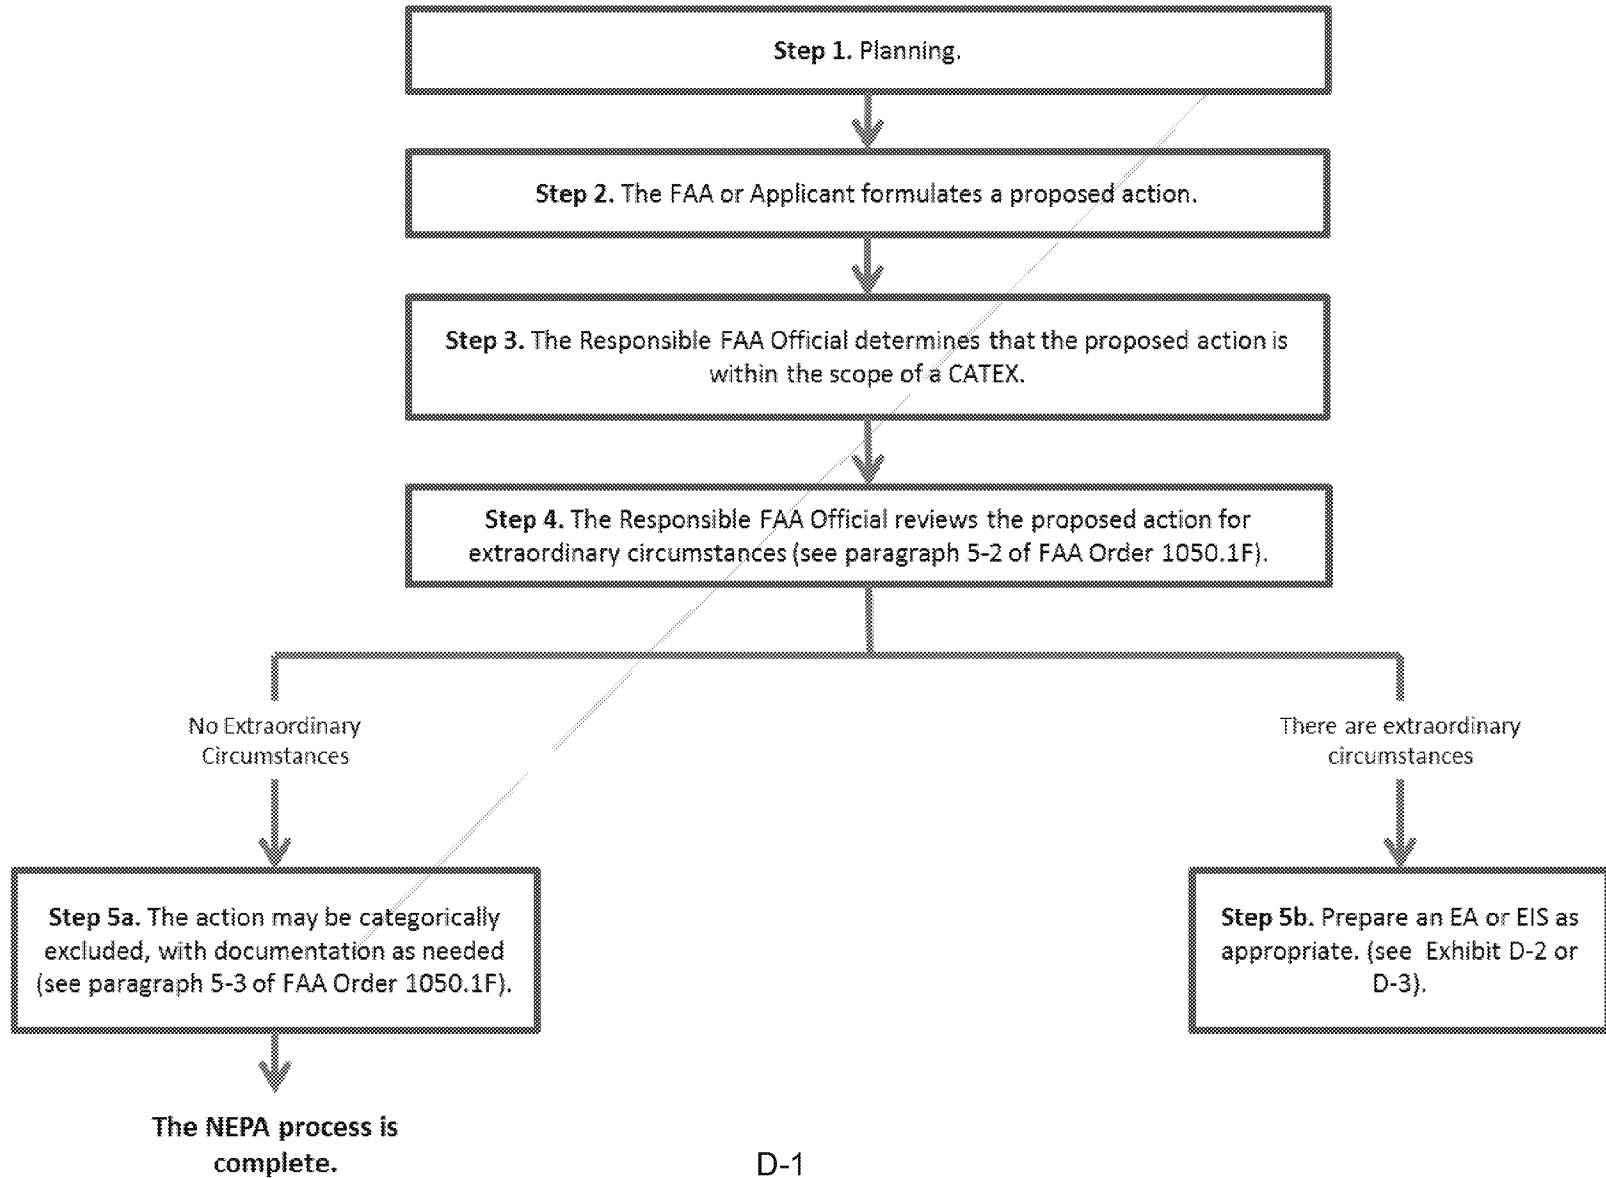 Step 1. Planning.
Step 2. The FAA or Applicant formulates a proposed action.
Step 3. The Responsible FAA Official determines that the proposed action is
within the scope of a CATEX.
Step 4. The Responsible FAA Official reviews the proposed action for
extraordinary circumstances (see paragraph 5-2 of FAA Order 1050.1F).
No Extraordinary
Circumstances
There are extraordinary
circumstances
Step 5a. The action may be categorically
excluded, with documentation as needed
(see paragraph 5-3 of FAA Order 1050.1F).
Step 5b. Prepare an EA or EIS as
appropriate. (see Exhibit D-2 or
D-3).
The NEPA process is
complete.
D-1